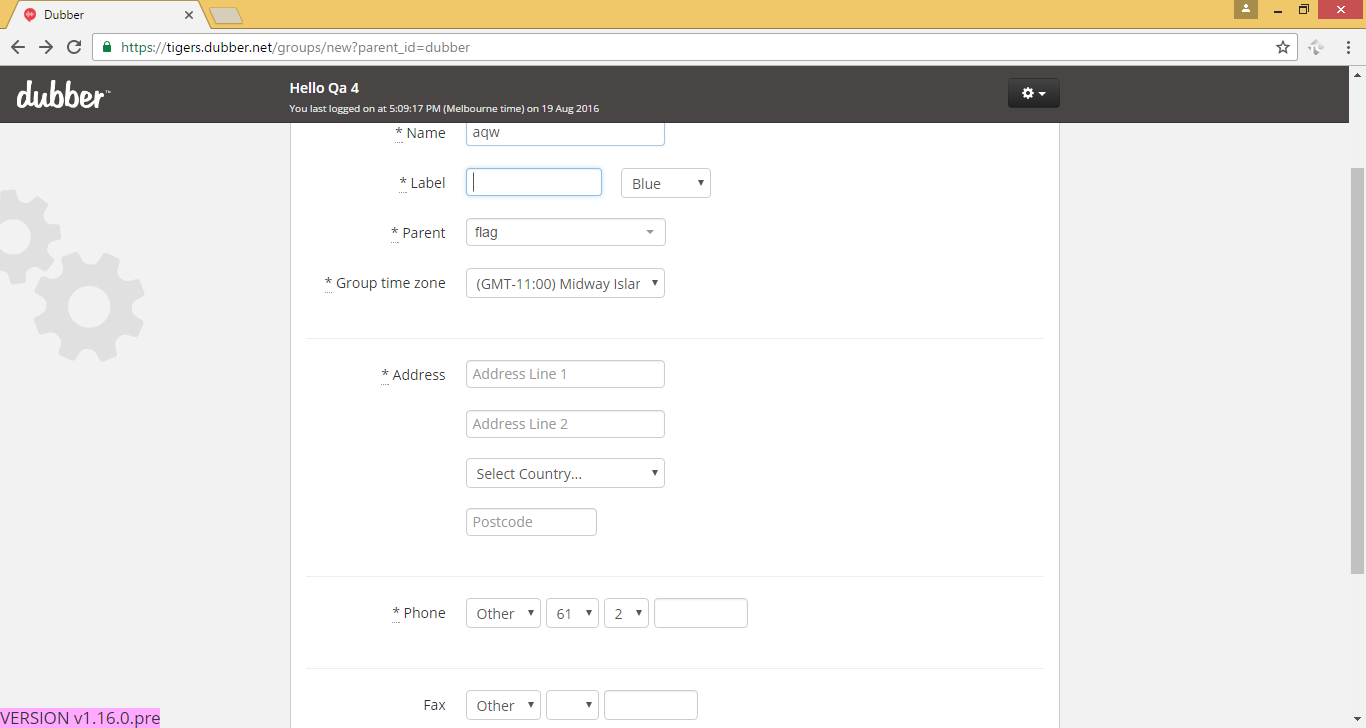 Dubber
https://tigers.dubber.net/groups/new?parent_id=dubber
dubber™
Hello Qa 4
You last logged on at 5:09:17 PM (Melbourne time) on 19 Aug 2016
* Name aqw
* Label Blue
* Parent flag
* Group time zone (GMT-11:00) Midway Islar
* Address Address Line 1
Address Line 2
Select Country...
Postcode
* Phone Other 61 2
Fax Other
VERSION v1.16.0.pre